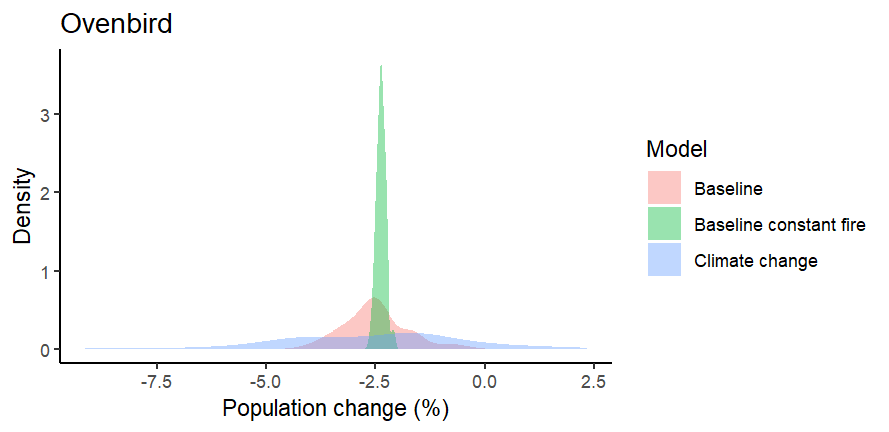 Ovenbird
Density
3
2
1
0
-7.5 -5.0 -2.5 0.0 2.5
Population change (%)
Model
Baseline
Baseline constant fire
Climate change